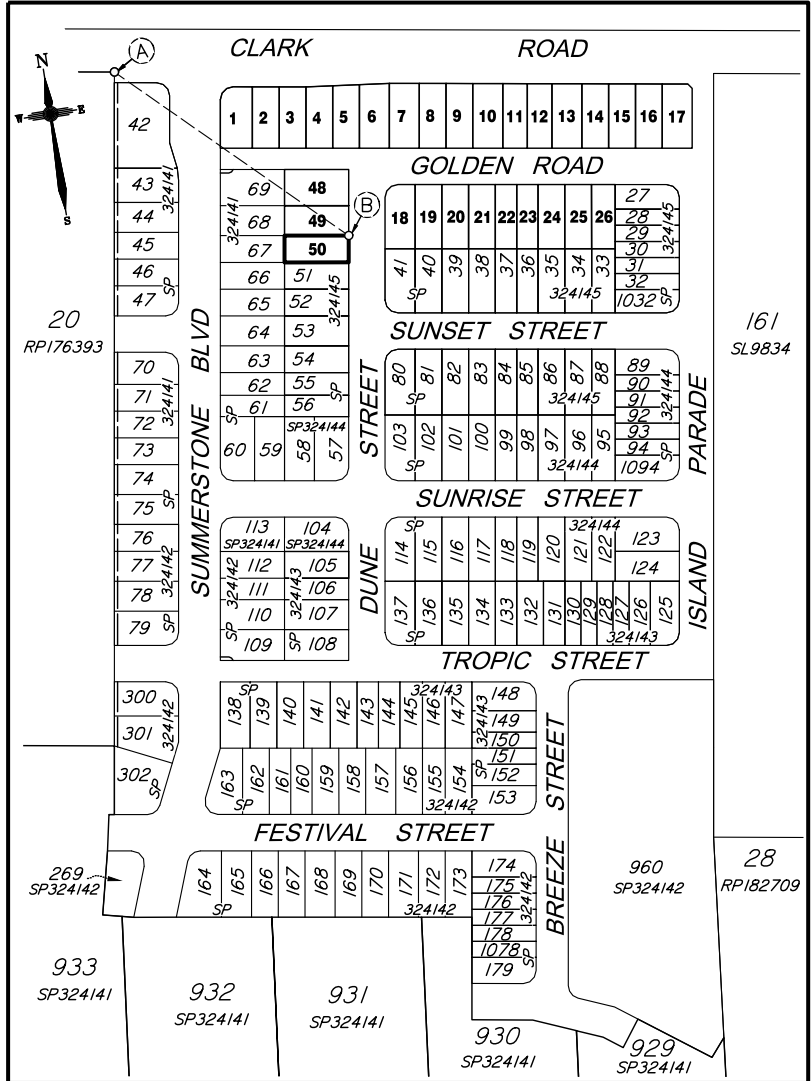 CLARK ROAD
A
N
W E
S
1 2 3 4 5 6 7 8 9 10 11 12 13 14 15 16 17
GOLDEN ROAD
42
43
44
45
46
47
324141
SP
69
68
67
66
65
64
63
62
61
60 59
324141
SP
48
49
50
B
51
52
53
54
55
56
324145
SP
SP324144
58 57
18 19 20 21 22 23 24 25 26
41 40 39 38 37 36 35 34 33
SP 324145
27
28
29
30
31
32
1032
324145
SP
20
RP176393
161
SL9834
SUMMERSTONE BLVD
DUNE STREET
SUNSET STREET
ISLAND PARADE
70
71
72
73
74
75
76
77
78
79
324141
SP
324142
SP
80 81 82 83 84 85 86 87 88
SP 324145
103 102 101 100 99 98 97 96 95
SP 324144
89
90
91
92
93
94
1094
324144
SP
SUNRISE STREET
113
SP324141
112
111
110
109
324142
SP
104
SP324144
105
106
107
108
324143
SP
SP 324144
114 115 116 117 118 119 120 121 122
123
124
137 136 135 134 133 132 131 130 129 128 127 126 125
SP 324143
TROPIC STREET
300
301
302
324142
SP
SP 324143
138 139 140 141 142 143 144 145 146 147
163 162 161 160 159 158 157 156 155 154
SP 324142
148
149
150
151
152
153
324143
SP
FESTIVAL STREET
BREEZE STREET
269
SP324142
164 165 166 167 168 169 170 171 172 173
SP 324142
174
175
176
177
178
1078
179
324142
SP
960
SP324142
28
RP182709
933
SP324141
932
SP324141
931
SP324141
930
SP324141
929
SP324141